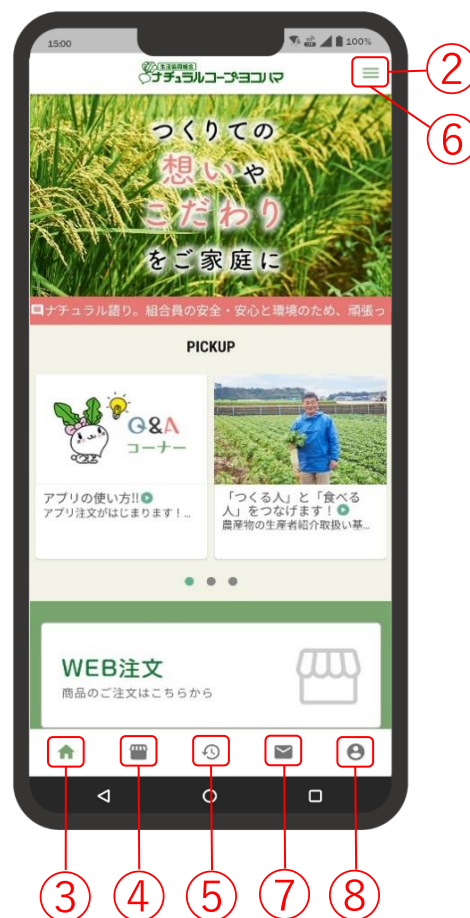 15:00
100%
生活協同組合
ナチュラルコープ・ヨコハマ
②
⑥
つくりての
想いや
こだわり
をご家庭に
ナチュラル語り。組合員の安全・安心と環境のため、頑張っ
PICKUP
Q&A
コーナー
アプリの使い方!!
アプリ注文がはじまります！...
「つくる人」と「食べる
人」をつなげます！
農産物の生産者紹介取扱い基...
WEB注文
商品のご注文はこちらから
③
④
⑤
⑦
⑧